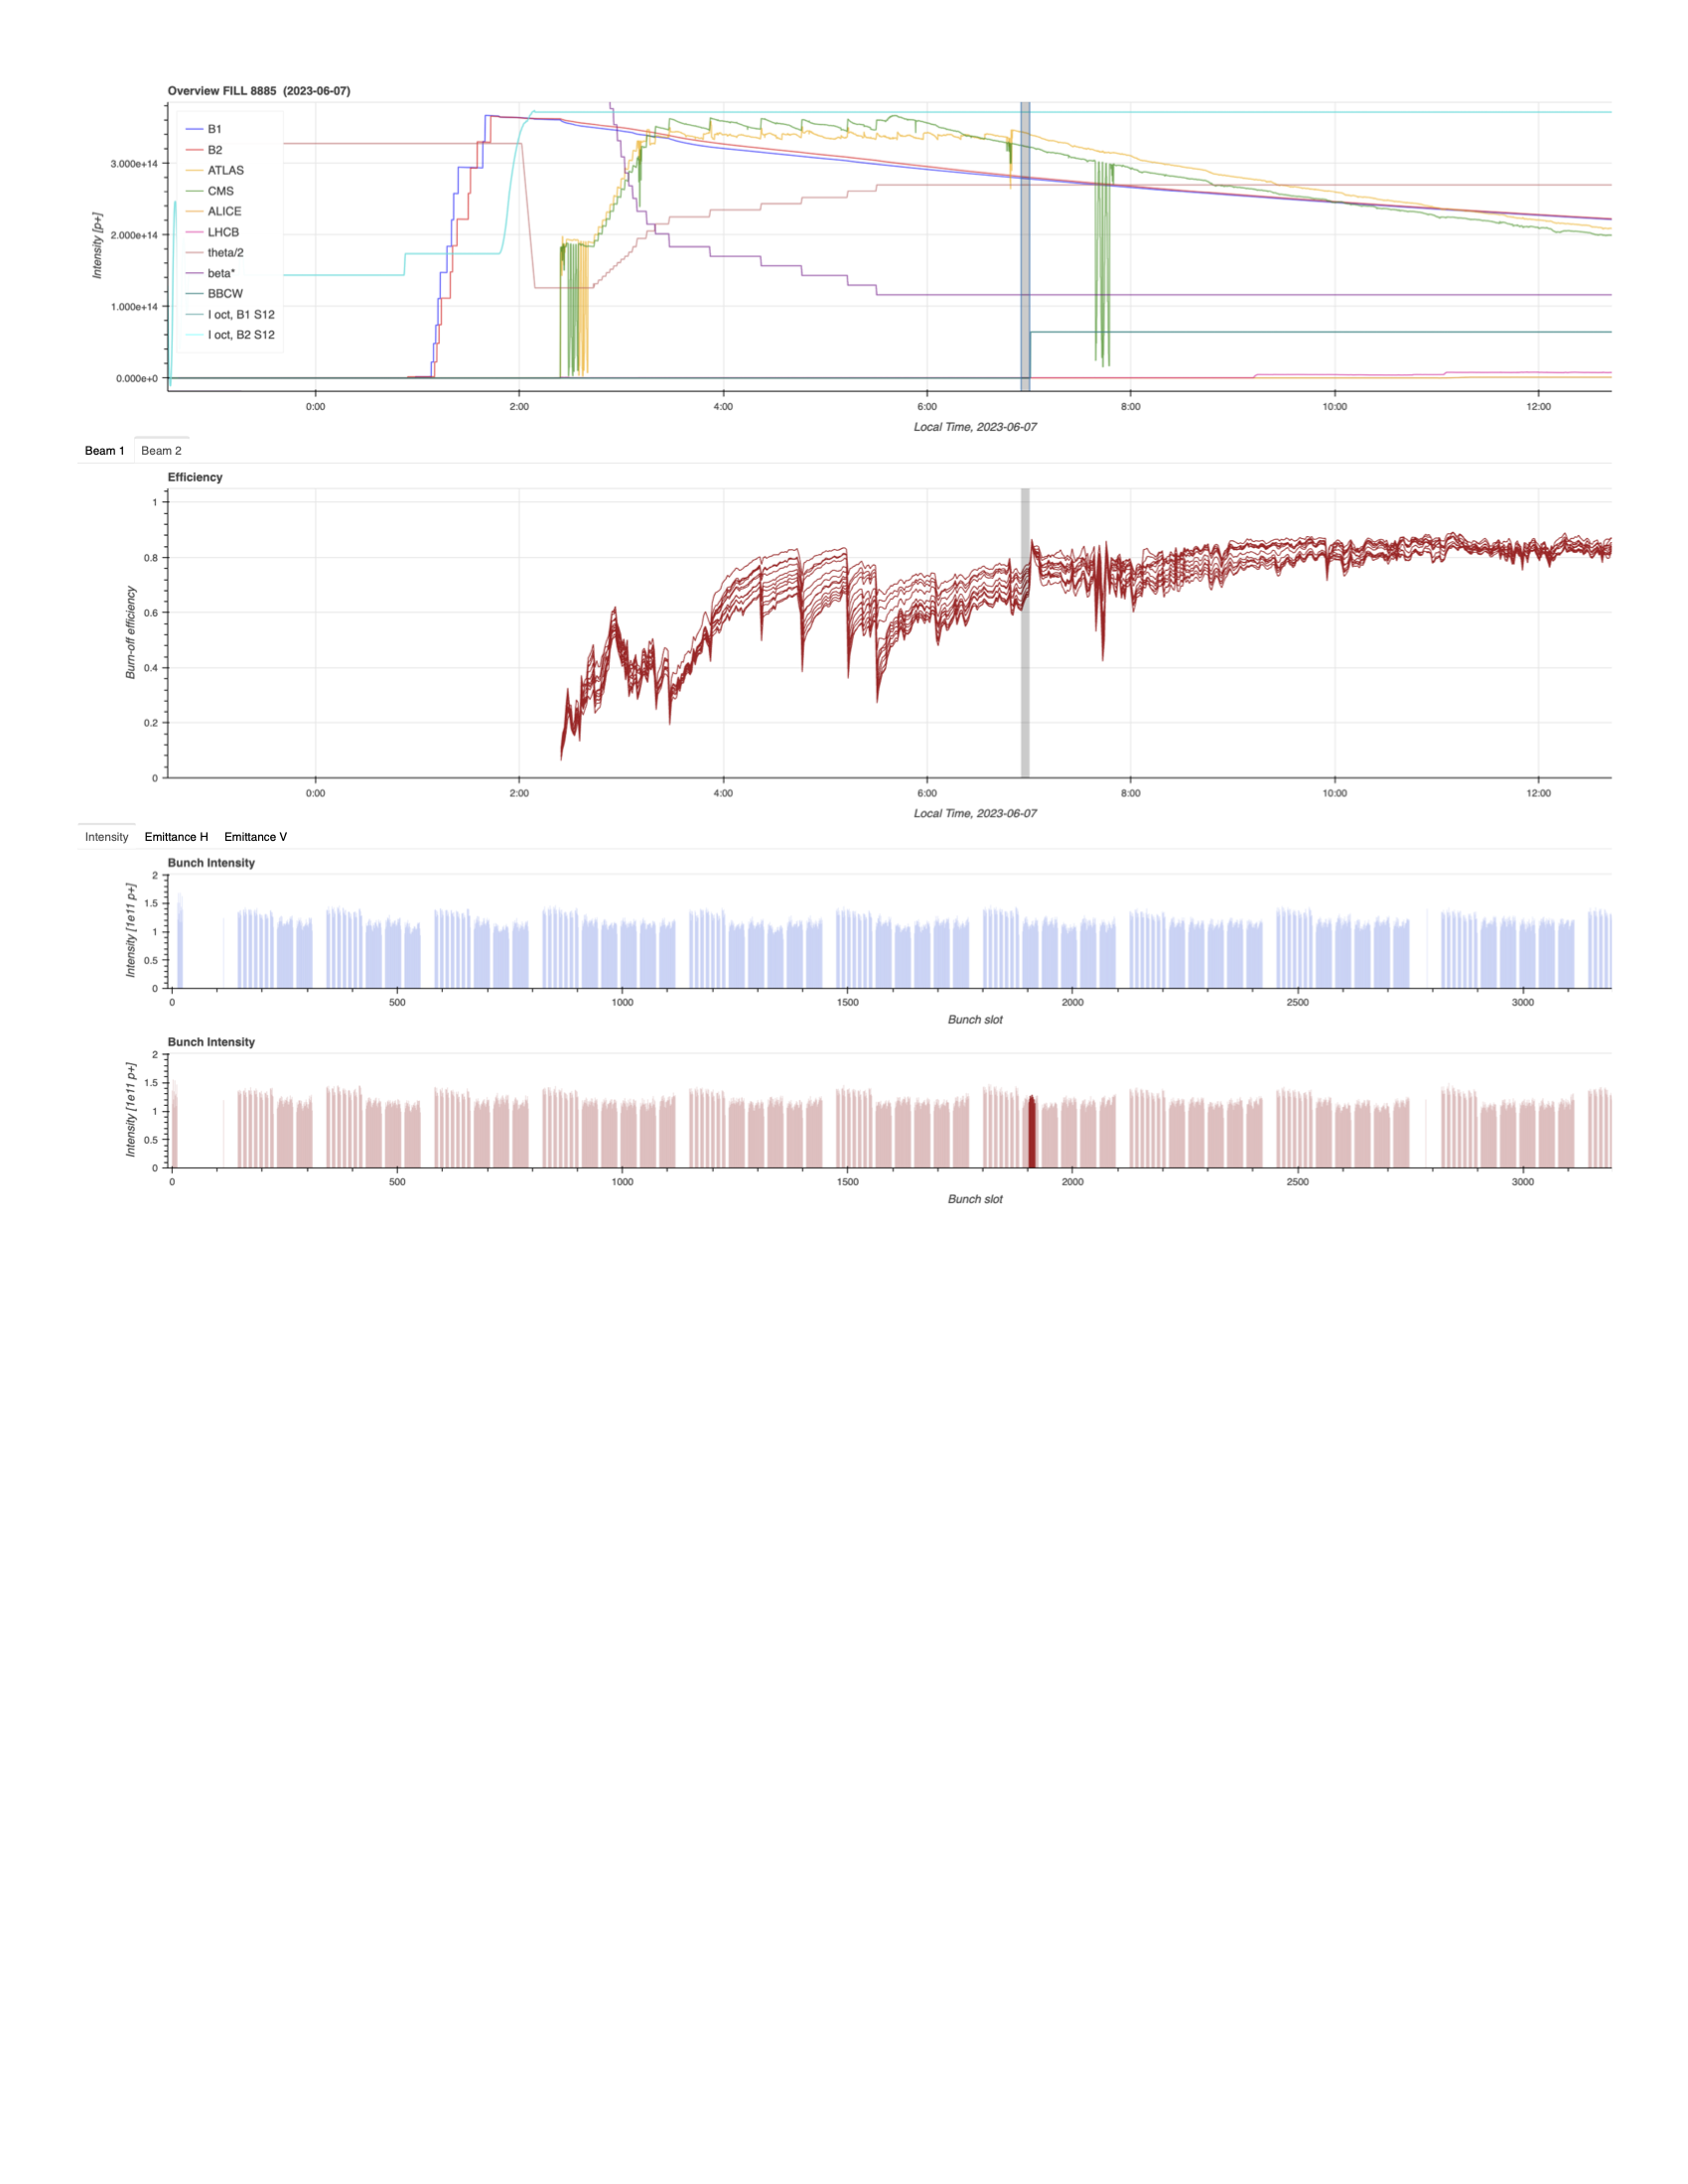 Overview FILL 8885 (2023-06-07)
B1
B2
ATLAS
CMS
ALICE
LHCB
theta/2
beta*
BBCW
I oct, B1 S12
I oct, B2 S12
Intensity [p+]
3.000e+14
2.000e+14
1.000e+14
0.000e+0
0:00 2:00 4:00 6:00 8:00 10:00 12:00
Local Time, 2023-06-07
Beam 1 Beam 2
Efficiency
Burn-off efficiency
1
0.8
0.6
0.4
0.2
0
0:00 2:00 4:00 6:00 8:00 10:00 12:00
Local Time, 2023-06-07
Intensity Emittance H Emittance V
Bunch Intensity
Intensity [1e11 p+]
2
1.5
1
0.5
0
0 500 1000 1500 2000 2500 3000
Bunch slot
Bunch Intensity
Intensity [1e11 p+]
2
1.5
1
0.5
0
0 500 1000 1500 2000 2500 3000
Bunch slot